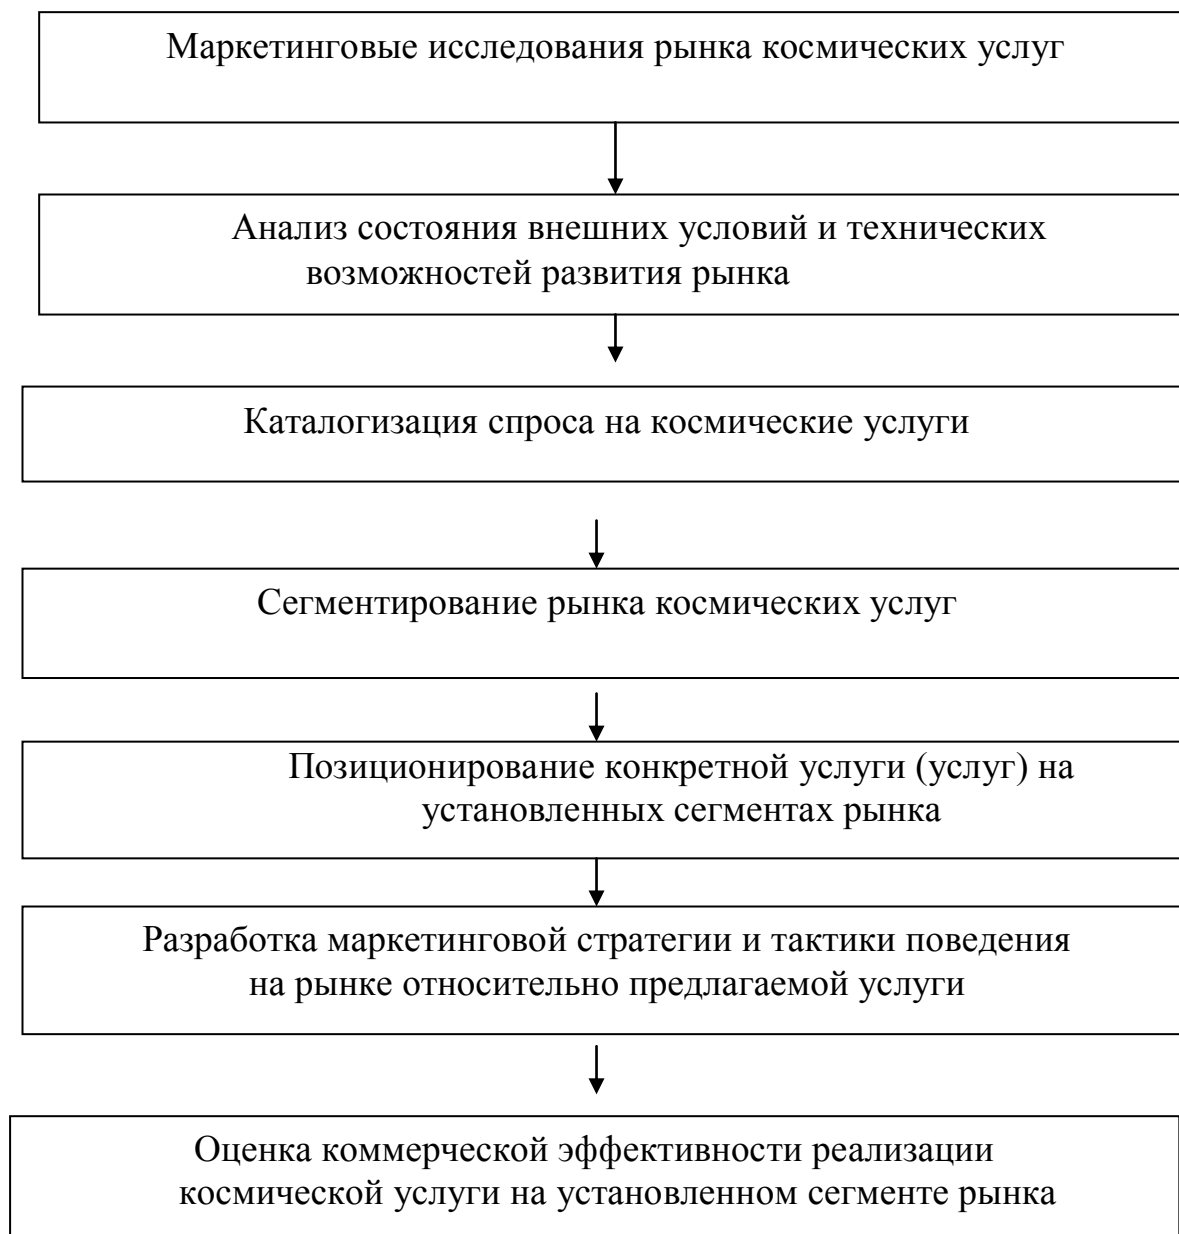 Маркетинговые исследования рынка космических услуг
Анализ состояния внешних условий и технических
возможностей развития рынка
Каталогизация спроса на космические услуги
Сегментирование рынка космических услуг
Позиционирование конкретной услуги (услуг) на
установленных сегментах рынка
Разработка маркетинговой стратегии и тактики поведения
на рынке относительно предлагаемой услуги
Оценка коммерческой эффективности реализации
космической услуги на установленном сегменте рынка